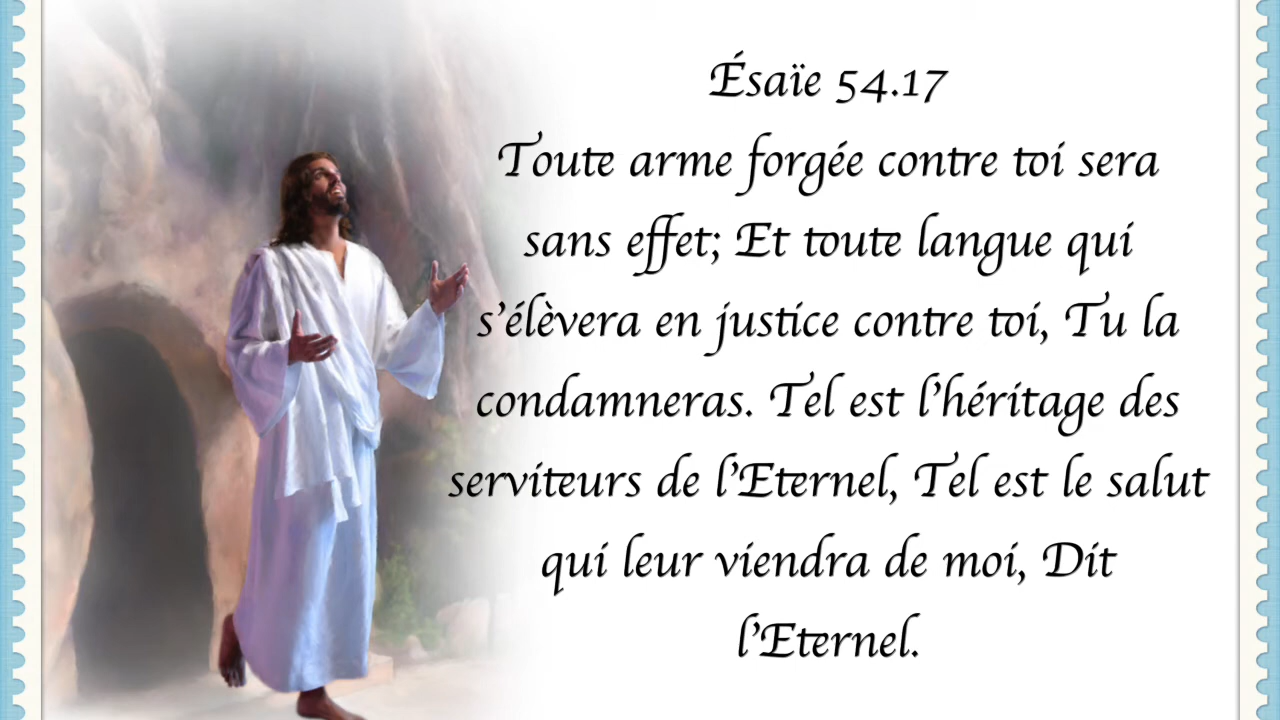 Ésaïe 54.17
Toute arme forgée contre toi sera
sans effet; Et toute langue qui
s'élèvera en justice contre toi, Tu la
condamneras. Tel est l'héritage des
serviteurs de l'Eternel, Tel est le salut
qui leur viendra de moi, Dit
l'Eternel.